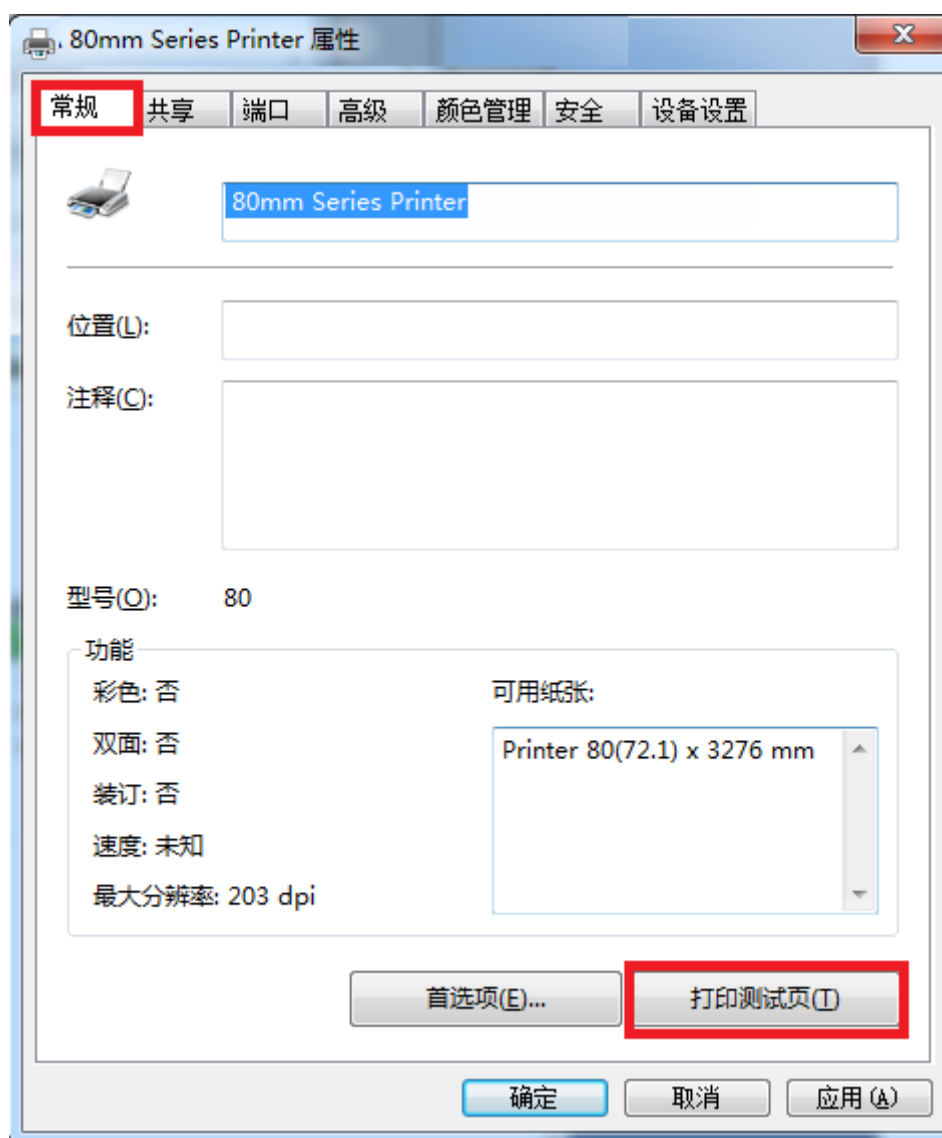 80mm Series Printer 属性
常规 共享 端口 高级 颜色管理 安全 设备设置
80mm Series Printer
位置(L):
注释(C):
型号(O): 80
功能
彩色: 否 可用纸张:
双面: 否 Printer 80(72.1) x 3276 mm
装订: 否
速度: 未知
最大分辨率: 203 dpi
首选项(E)... 打印测试页(T)
确定 取消 应用(A)